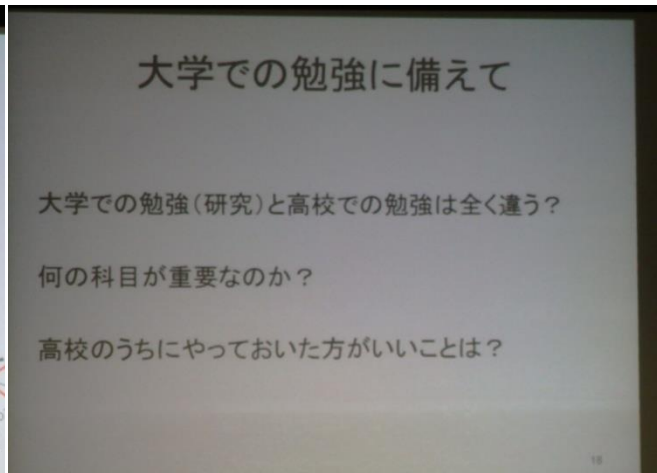 大学での勉強に備えて
大学での勉強(研究)と高校での勉強は全く違う?
何の科目が重要なのか?
高校のうちにやっておいた方がいいことは?